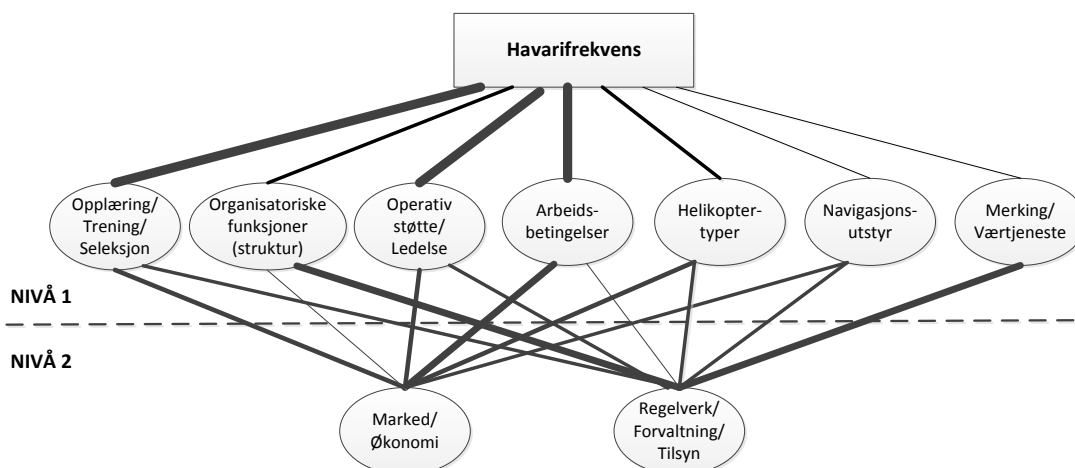 Havarifrekvens
Opplæring/
Trening/
Seleksjon
Organisatoriske
funksjoner
(struktur)
Operativ
støtte/
Ledelse
Arbeids-
betingelser
Helikopter-
typer
Navigasjons-
utstyr
Merking/
Værtjeneste
NIVÅ 1
NIVÅ 2
Marked/
Økonomi
Regelverk/
Forvaltning/
Tilsyn